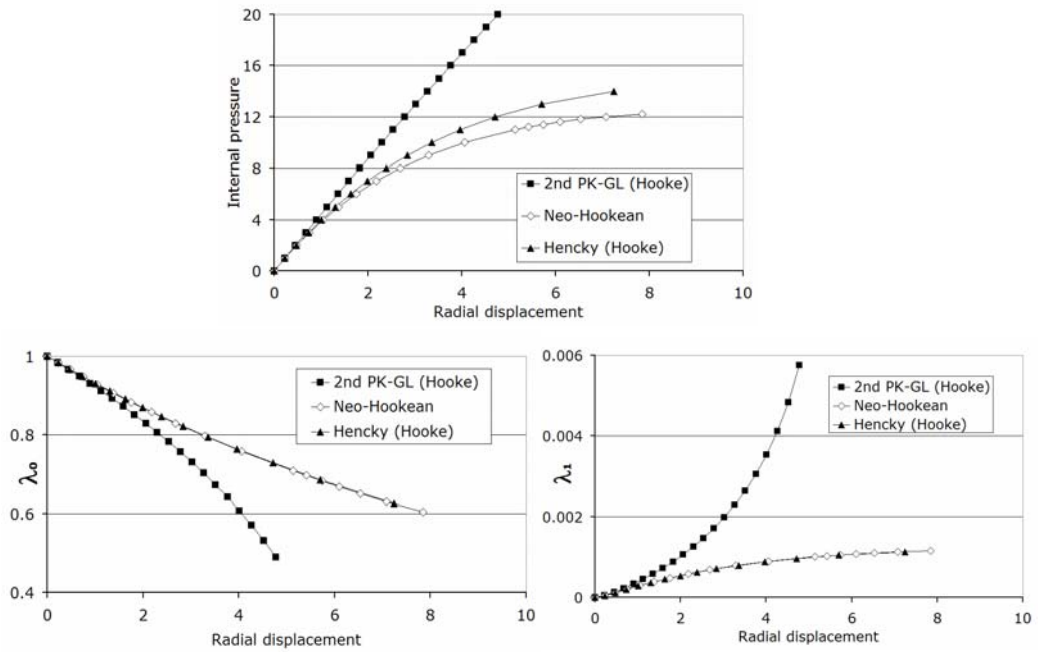 20
16
12
8
4
0
Internal pressure
2nd PK-GL (Hooke)
Neo-Hookean
Hencky (Hooke)
0 2 4 6 8 10
Radial displacement
1
0.8
0.6
0.4
λ₀
2nd PK-GL (Hooke)
Neo-Hookean
Hencky (Hooke)
0 2 4 6 8 10
Radial displacement
0.006
0.004
0.002
0
λ₁
2nd PK-GL (Hooke)
Neo-Hookean
Hencky (Hooke)
0 2 4 6 8 10
Radial displacement